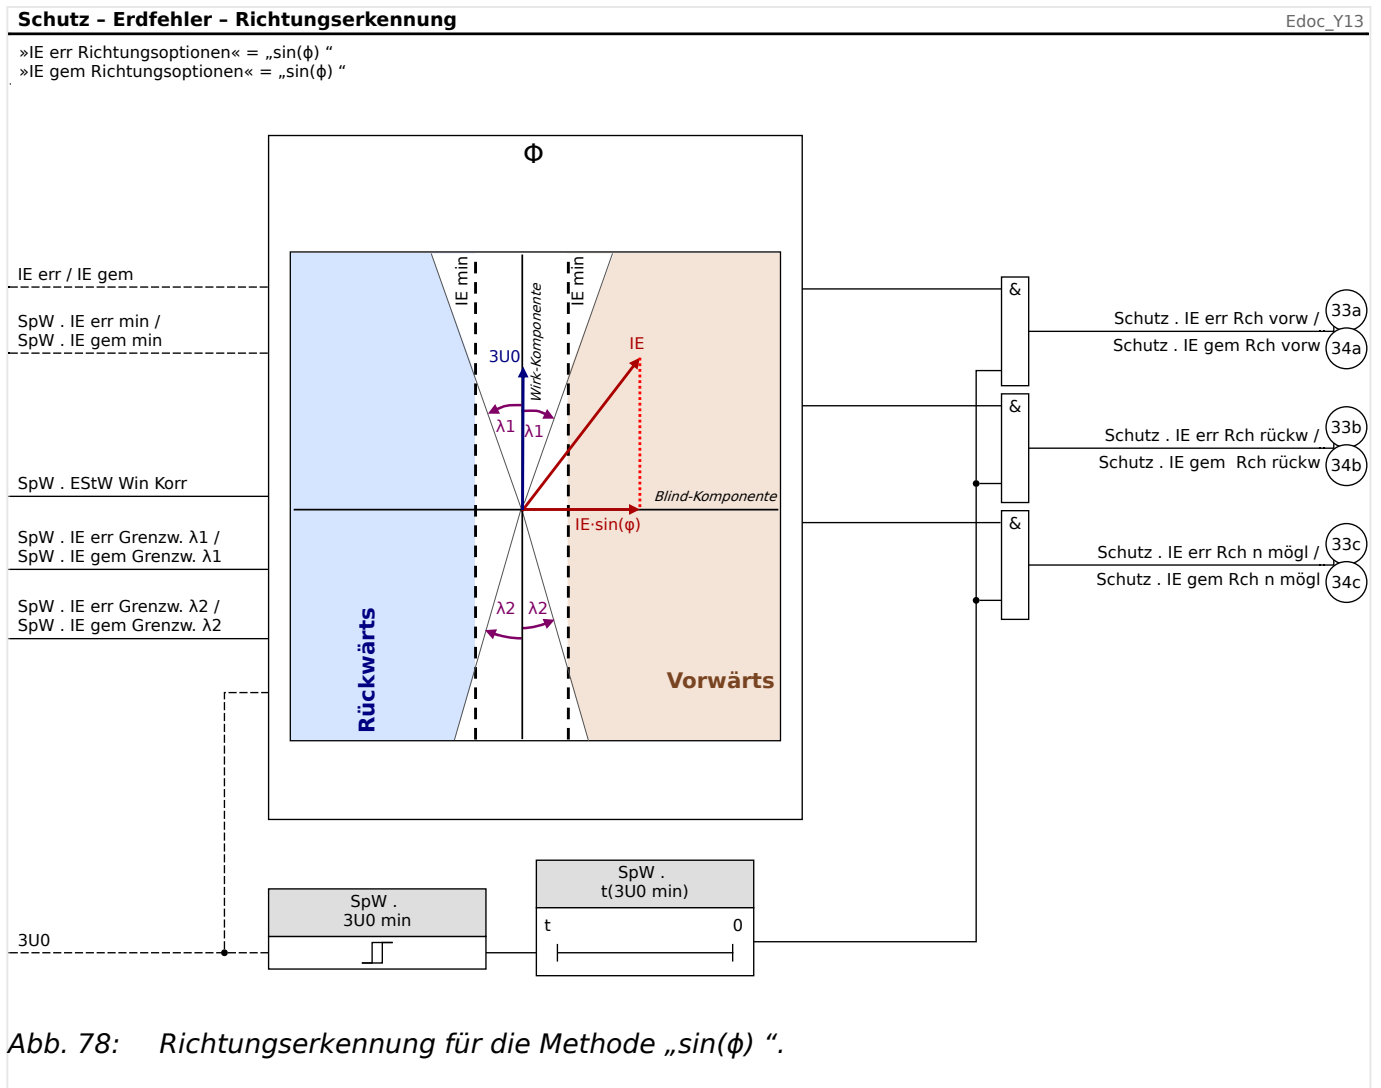 Schutz – Erdfehler – Richtungserkennung
Edoc_Y13
»IE err Richtungsoptionen« = „sin(ϕ) “
»IE gem Richtungsoptionen« = „sin(ϕ) “
Φ
IE err / IE gem
SpW . IE err min /
SpW . IE gem min
SpW . EStW Win Korr
SpW . IE err Grenzw. λ1 /
SpW . IE gem Grenzw. λ1
SpW . IE err Grenzw. λ2 /
SpW . IE gem Grenzw. λ2
3U0
IE min
IE min
Wirk-Komponente
3U0
IE
λ1
λ1
Blind-Komponente
IE·sin(φ)
λ2
λ2
Rückwärts
Vorwärts
&
Schutz . IE err Rch vorw /
33a
Schutz . IE gem Rch vorw
34a
&
Schutz . IE err Rch rückw /
33b
Schutz . IE gem  Rch rückw
34b
&
Schutz . IE err Rch n mögl /
33c
Schutz . IE gem Rch n mögl
34c
SpW .
3U0 min
SpW .
t(3U0 min)
t
0
Abb. 78: Richtungserkennung für die Methode „sin(ϕ) “.